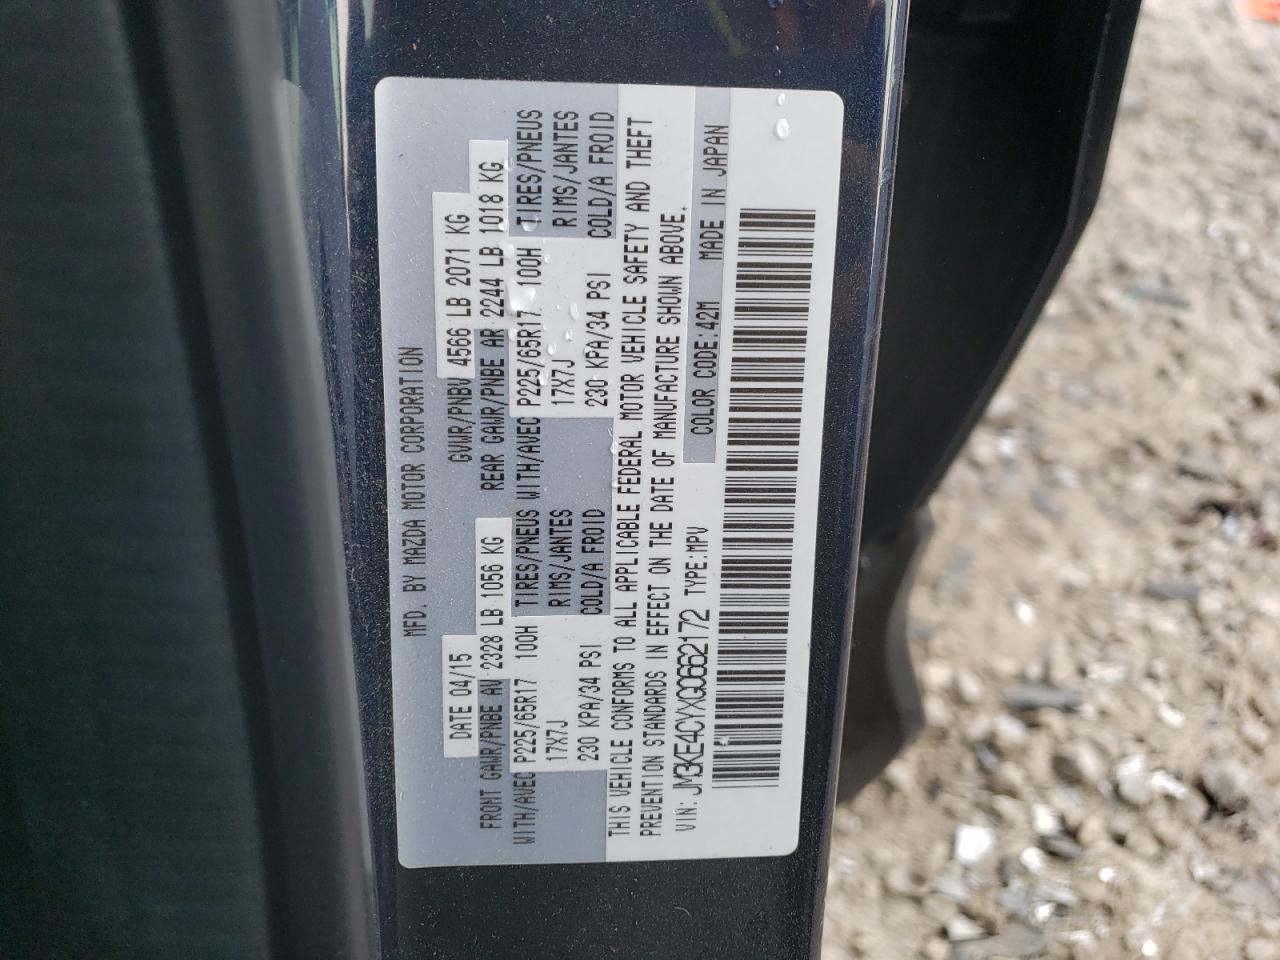 MFD. BY MAZDA MOTOR CORPORATION
DATE 04/15 GVWR/PNBV 4566 LB 2071 KG
FRONT GAWR/PNBE AV 2328 LB 1056 KG REAR GAWR/PNBE AR 2244 LB 1018 KG
WITH/AVEC P225/65R17 100H TIRES/PNEUS WITH/AVEC P225/65R17 100H TIRES/PNEUS
17X7J RIMS/JANTES 17X7J RIMS/JANTES
230 KPA/34 PSI COLD/A FROID 230 KPA/34 PSI COLD/A FROID
THIS VEHICLE CONFORMS TO ALL APPLICABLE FEDERAL MOTOR VEHICLE SAFETY AND THEFT
PREVENTION STANDARDS IN EFFECT ON THE DATE OF MANUFACTURE SHOWN ABOVE.
VIN: JM3KE4CYXG0662172 TYPE:MPV COLOR CODE:42M MADE IN JAPAN